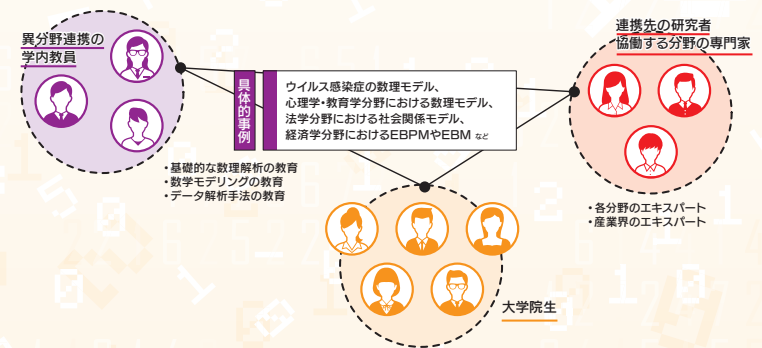 異分野連携の
学内教員
連携先の研究者
協働する分野の専門家
具体的事例
ウイルス感染症の数理モデル、
心理学・教育学分野における数理モデル、
法学分野における社会関係モデル、
経済学分野におけるEBPMやEBM など
・基礎的な数理解析の教育
・数学モデリングの教育
・データ解析手法の教育
・各分野のエキスパート
・産業界のエキスパート
大学院生